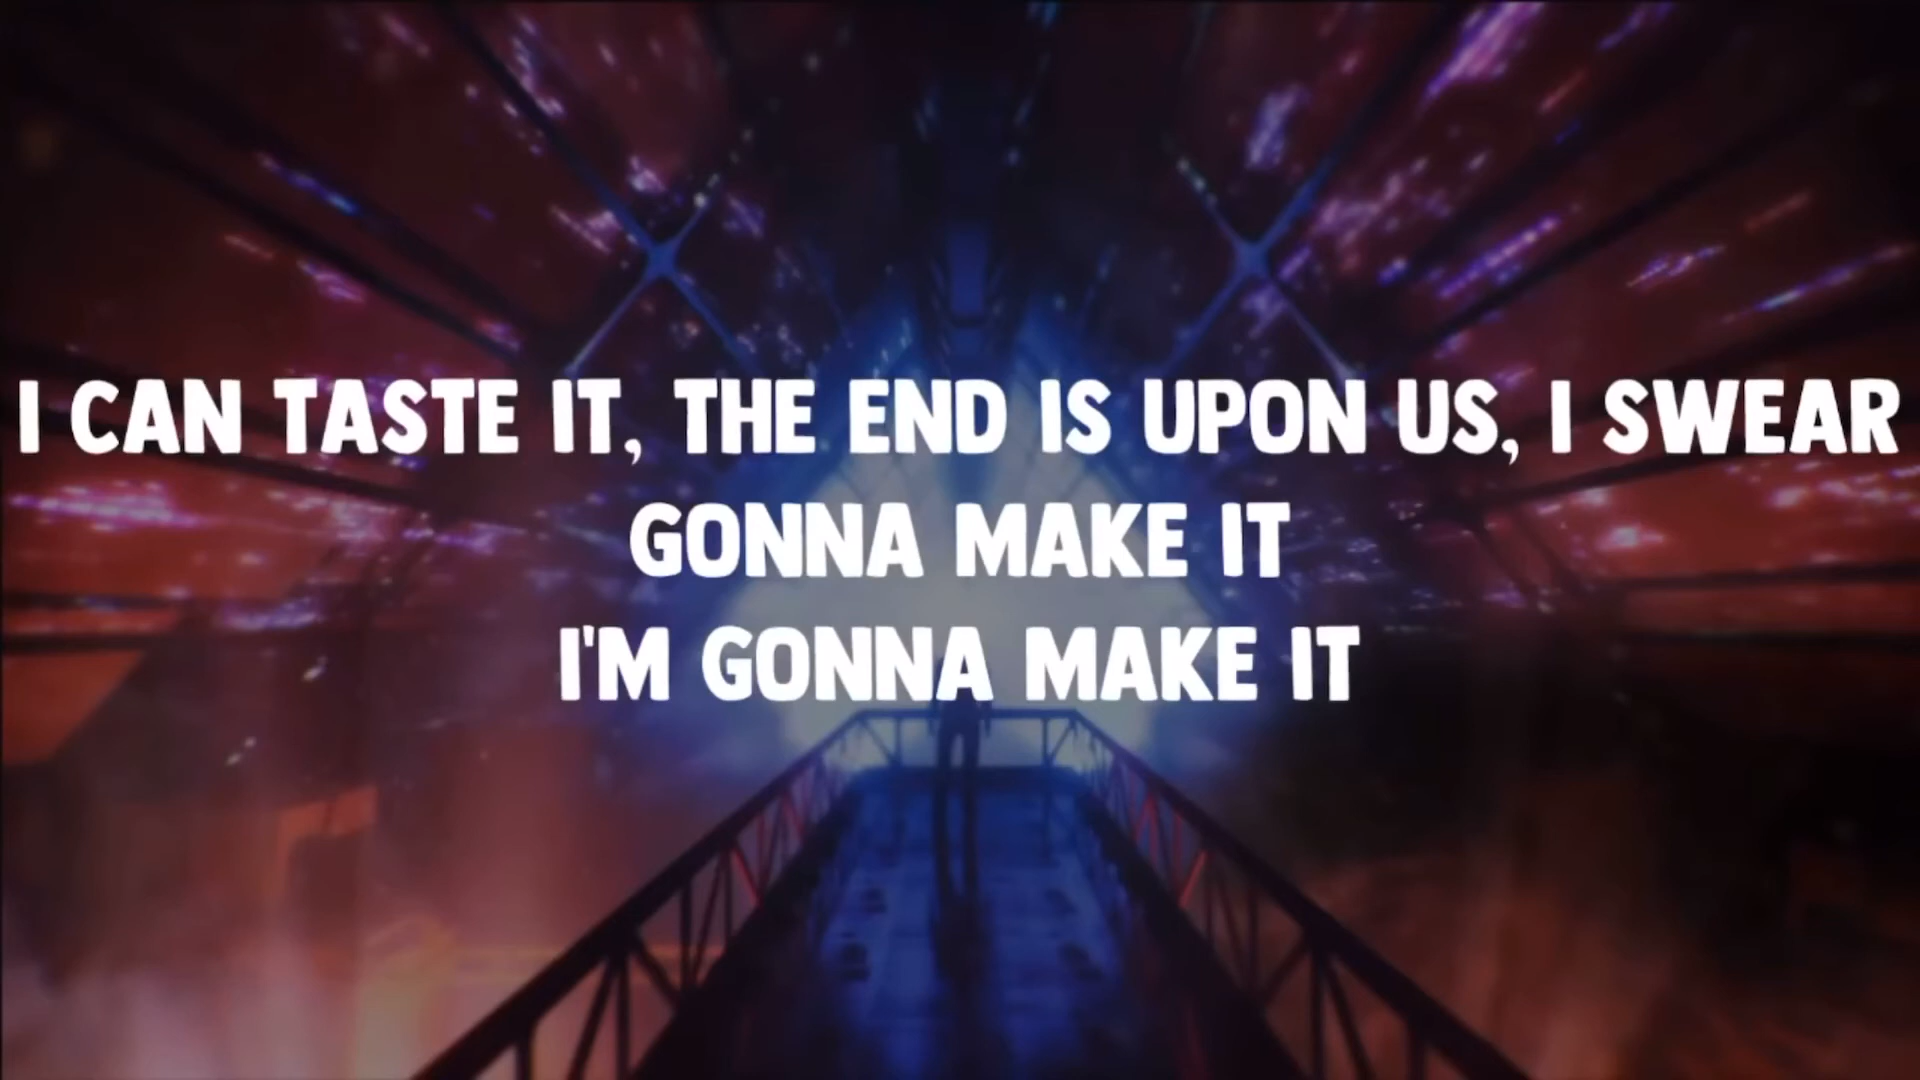 I CAN TASTE IT, THE END IS UPON US, I SWEAR
GONNA MAKE IT
I'M GONNA MAKE IT